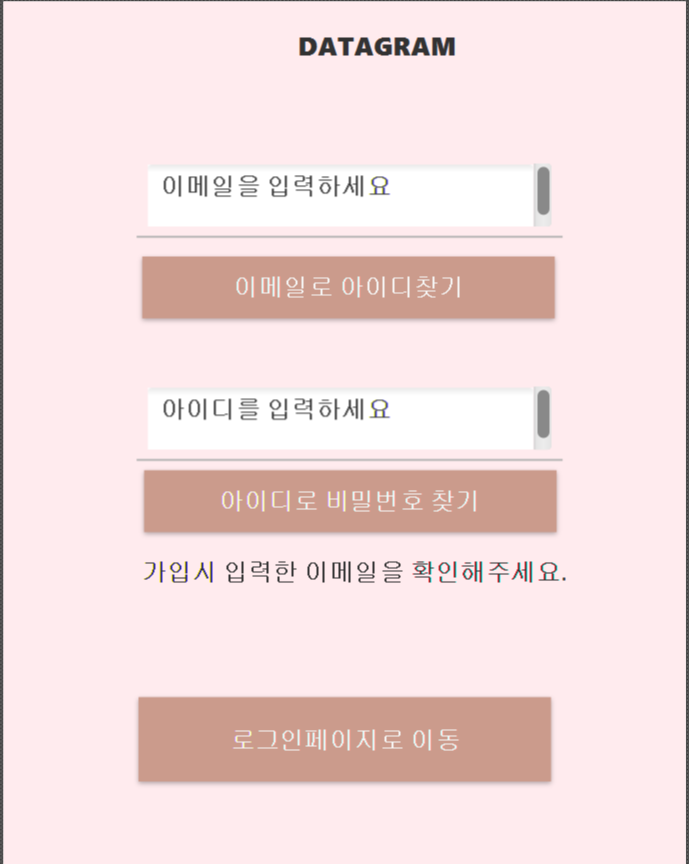 DATAGRAM
이메일을 입력하세요
이메일로 아이디찾기
아이디를 입력하세요
아이디로 비밀번호 찾기
가입시 입력한 이메일을 확인해주세요.
로그인페이지로 이동